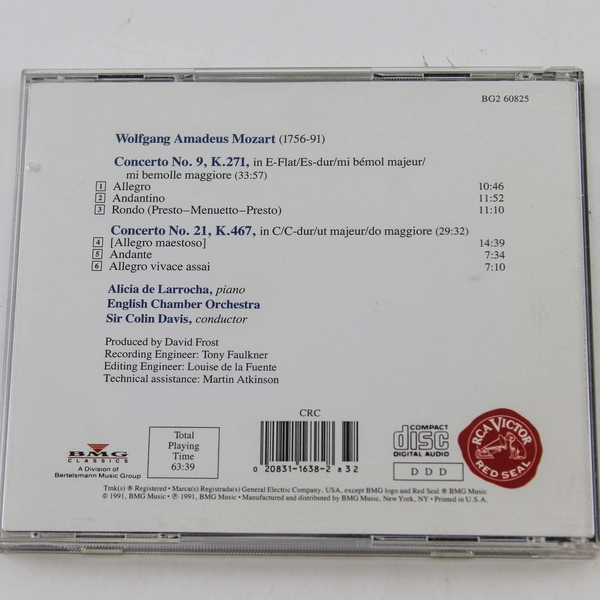 BG2 60825
Wolfgang Amadeus Mozart (1756-91)
Concerto No. 9, K.271, in E-Flat/Es-dur/mi bémol majeur/
mi bemolle maggiore (33:57)
1 Allegro 10:46
2 Andantino 11:52
3 Rondo (Presto–Menuetto–Presto) 11:10
Concerto No. 21, K.467, in C/C-dur/ut majeur/do maggiore (29:32)
4 [Allegro maestoso] 14:39
5 Andante 7:34
6 Allegro vivace assai 7:10
Alicia de Larrocha, piano
English Chamber Orchestra
Sir Colin Davis, conductor
Produced by David Frost
Recording Engineer: Tony Faulkner
Editing Engineer: Louise de la Fuente
Technical assistance: Martin Atkinson
BMG
CLASSICS
A Division of
Bertelsmann Music Group
Total
Playing
Time
63:39
CRC
0 20831-1638-2 832
COMPACT
disc
DIGITAL AUDIO
D D D
RCA VICTOR
RED SEAL
Tmk(s) ® Registered • Marca(s) Registrada(s) General Electric Company, USA, except BMG logo and Red Seal ® BMG Music
© 1991, BMG Music • ℗ 1991, BMG Music • Manufactured and distributed by BMG Music, New York, NY • Printed in U.S.A.